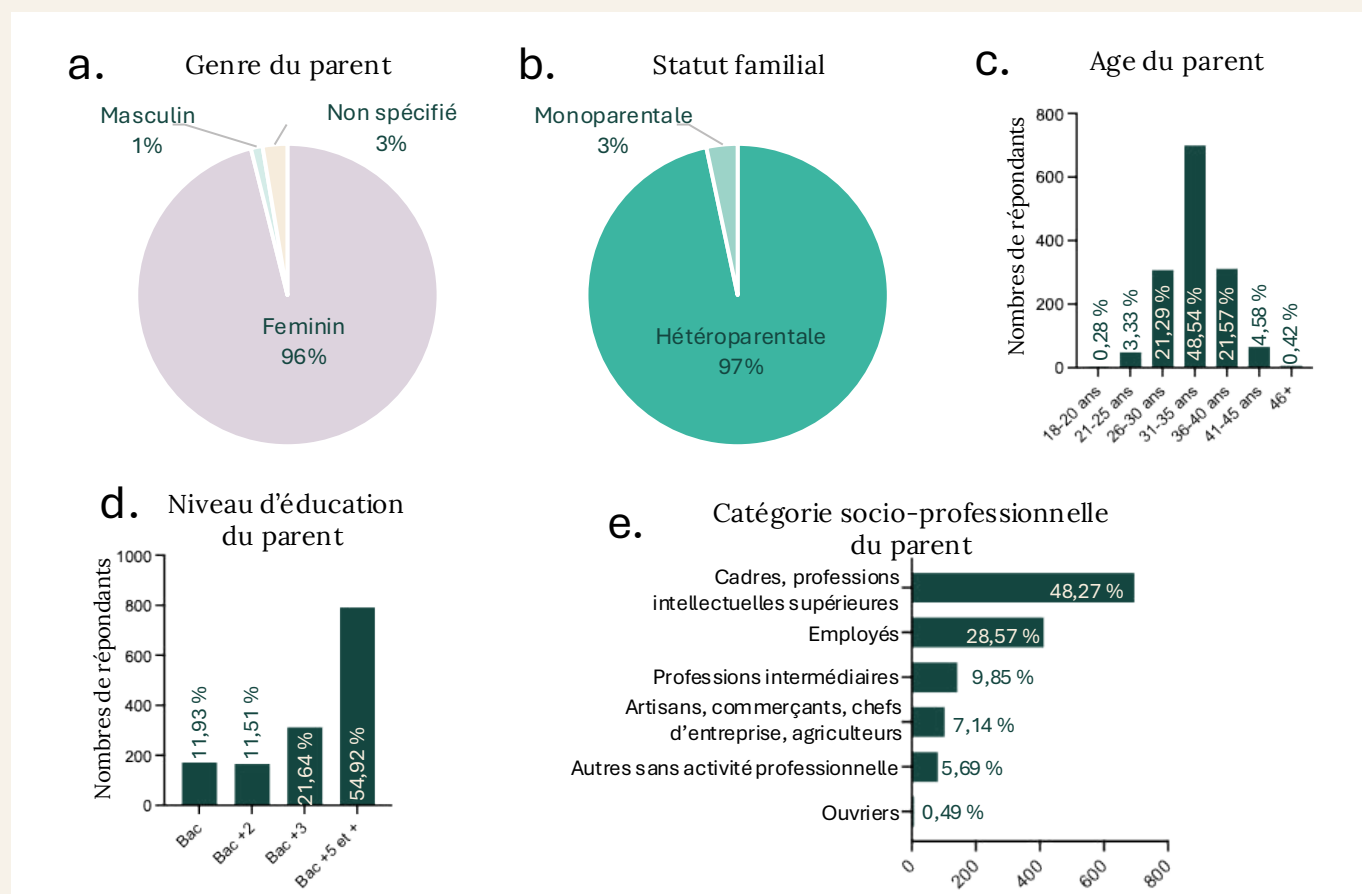 a.
Genre du parent
Masculin
1%
Non spécifié
3%
Feminin
96%
b.
Statut familial
Monoparentale
3%
Hétéroparentale
97%
c.
Age du parent
Nombres de répondants
800
600
400
200
0
0,28 %
3,33 %
21,29 %
48,54 %
21,57 %
4,58 %
0,42 %
18-20 ans
21-25 ans
26-30 ans
31-35 ans
36-40 ans
41-45 ans
46+
d.
Niveau d’éducation
du parent
Nombres de répondants
1000
800
600
400
200
0
11,93 %
11,51 %
21,64 %
54,92 %
Bac
Bac +2
Bac +3
Bac +5 et +
e.
Catégorie socio-professionnelle
du parent
Cadres, professions
intellectuelles supérieures
48,27 %
Employés
28,57 %
Professions intermédiaires
9,85 %
Artisans, commerçants, chefs
d’entreprise, agriculteurs
7,14 %
Autres sans activité professionnelle
5,69 %
Ouvriers
0,49 %
0
200
400
600
800